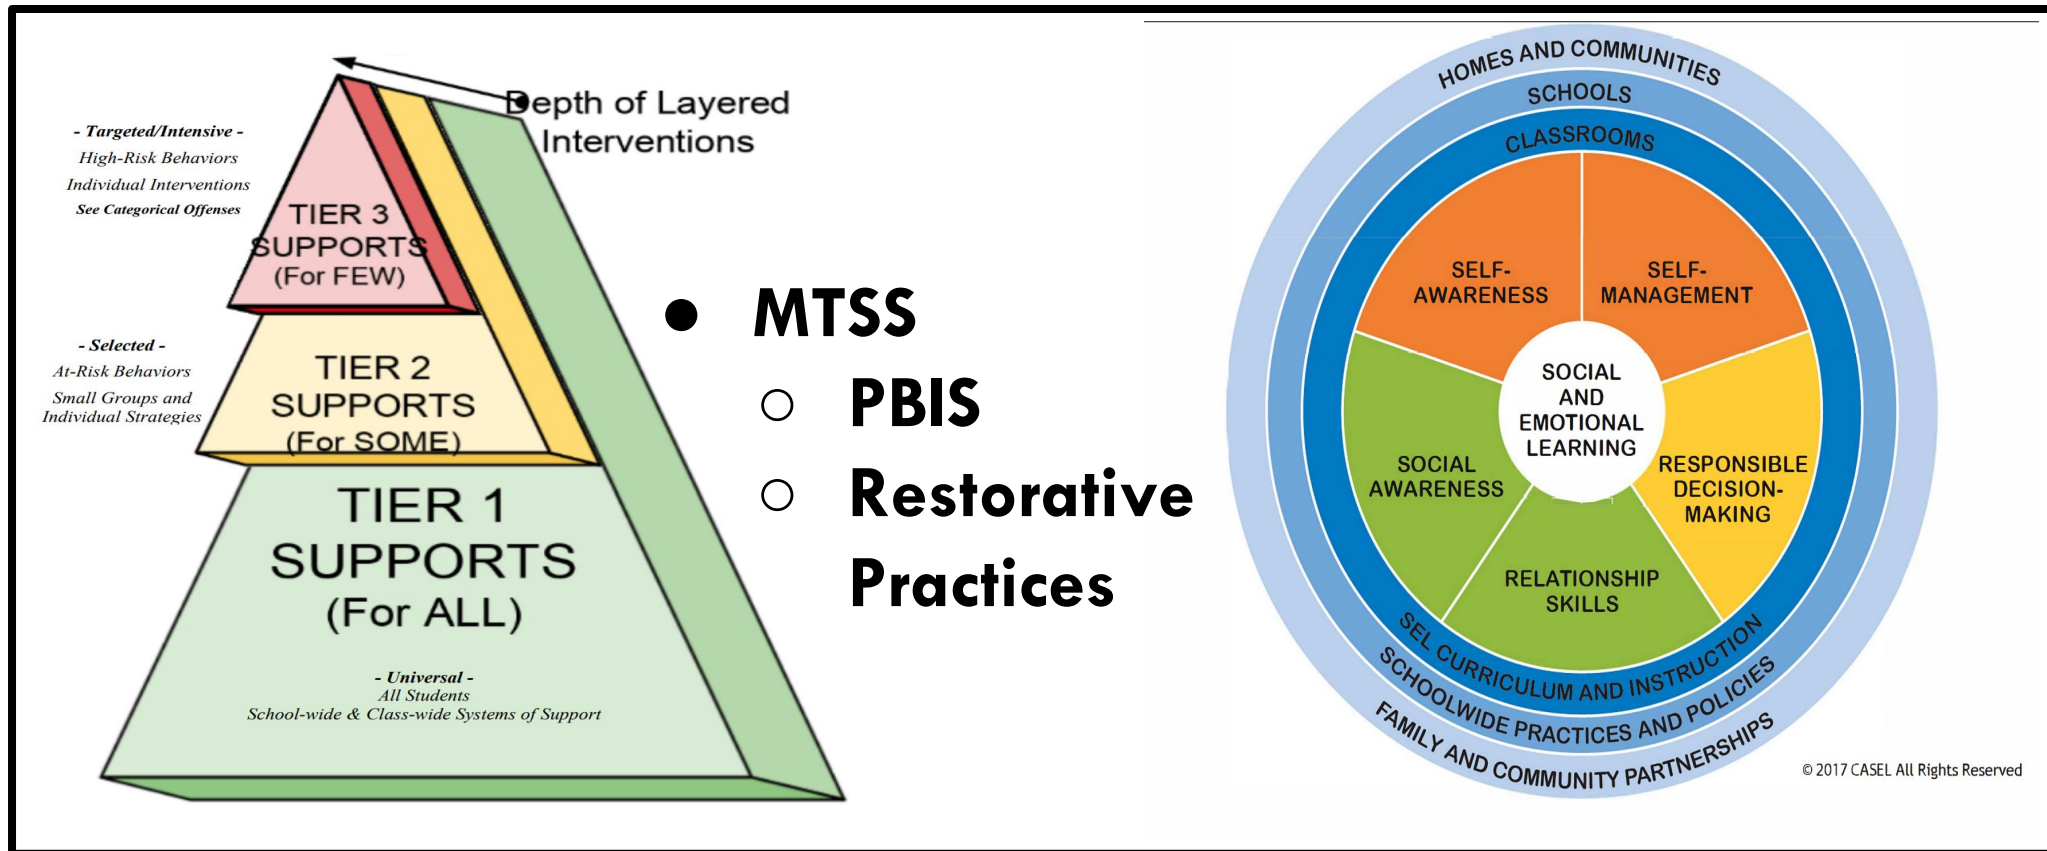 Depth of Layered
Interventions
- Targeted/Intensive -
High-Risk Behaviors
Individual Interventions
See Categorical Offenses
TIER 3
SUPPORTS
(For FEW)
- Selected -
At-Risk Behaviors
Small Groups and
Individual Strategies
TIER 2
SUPPORTS
(For SOME)
TIER 1
SUPPORTS
(For ALL)
- Universal -
All Students
School-wide & Class-wide Systems of Support
● MTSS
○ PBIS
○ Restorative
Practices
HOMES AND COMMUNITIES
SCHOOLS
CLASSROOMS
SELF-
AWARENESS
SELF-
MANAGEMENT
SOCIAL
AND
EMOTIONAL
LEARNING
SOCIAL
AWARENESS
RESPONSIBLE
DECISION-
MAKING
RELATIONSHIP
SKILLS
SEL CURRICULUM AND INSTRUCTION
SCHOOLWIDE PRACTICES AND POLICIES
FAMILY AND COMMUNITY PARTNERSHIPS
© 2017 CASEL All Rights Reserved